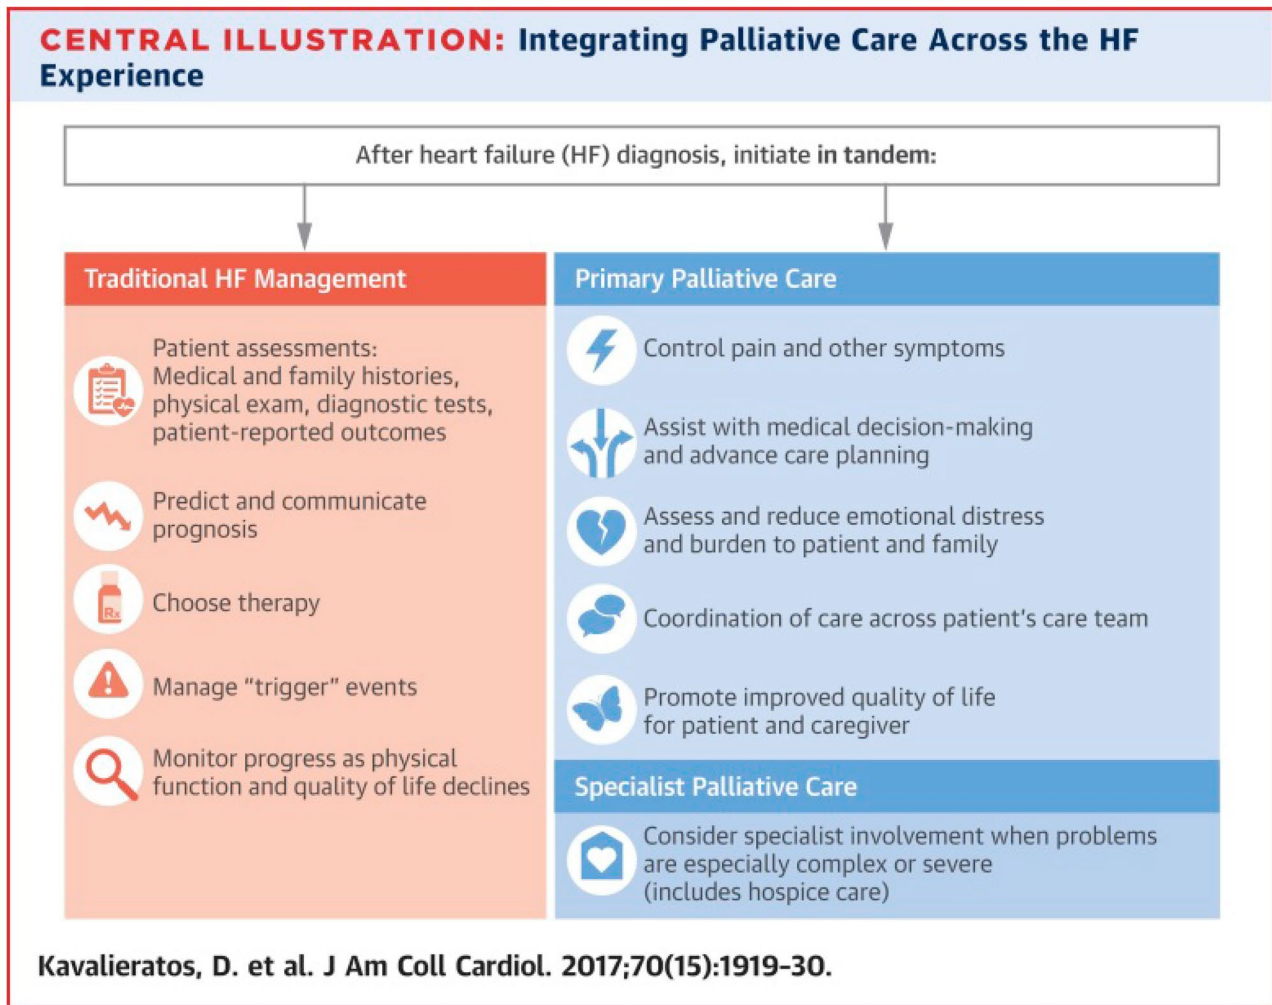 CENTRAL ILLUSTRATION: Integrating Palliative Care Across the HF
Experience
After heart failure (HF) diagnosis, initiate in tandem:
Traditional HF Management
Patient assessments:
Medical and family histories,
physical exam, diagnostic tests,
patient-reported outcomes
Predict and communicate
prognosis
Rx
Choose therapy
Manage “trigger” events
Monitor progress as physical
function and quality of life declines
Primary Palliative Care
Control pain and other symptoms
Assist with medical decision-making
and advance care planning
Assess and reduce emotional distress
and burden to patient and family
Coordination of care across patient’s care team
Promote improved quality of life
for patient and caregiver
Specialist Palliative Care
Consider specialist involvement when problems
are especially complex or severe
(includes hospice care)
Kavalieratos, D. et al. J Am Coll Cardiol. 2017;70(15):1919–30.